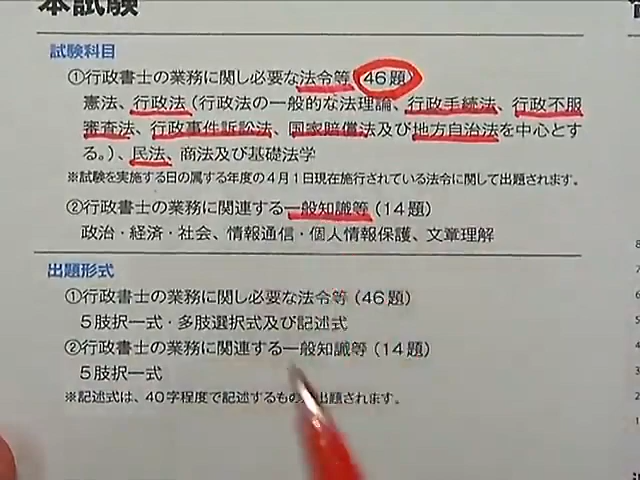 本試験
試験科目
①行政書士の業務に関し必要な法令等（46題）
憲法、行政法（行政法の一般的な法理論、行政手続法、行政不服
審査法、行政事件訴訟法、国家賠償法及び地方自治法を中心とす
る。）、民法、商法及び基礎法学
※試験を実施する日の属する年度の４月１日現在施行されている法令に関して出題されます。
②行政書士の業務に関連する一般知識等（14題）
政治・経済・社会、情報通信・個人情報保護、文章理解
出題形式
①行政書士の業務に関し必要な法令等（46題）
５肢択一式・多肢選択式及び記述式
②行政書士の業務に関連する一般知識等（14題）
５肢択一式
※記述式は、40字程度で記述するもの 出題されます。